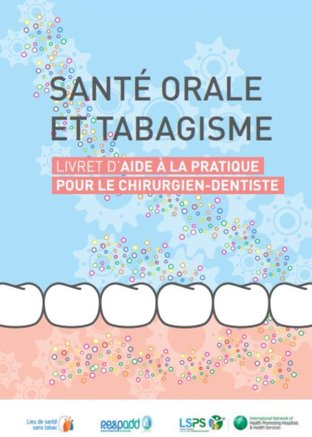 SANTÉ ORALE
ET TABAGISME
LIVRET D'AIDE À LA PRATIQUE
POUR LE CHIRURGIEN-DENTISTE
Lieu de santé
sans tabac
respadd
LSPS
International Network of
Health Promoting Hospitals
& Health Services